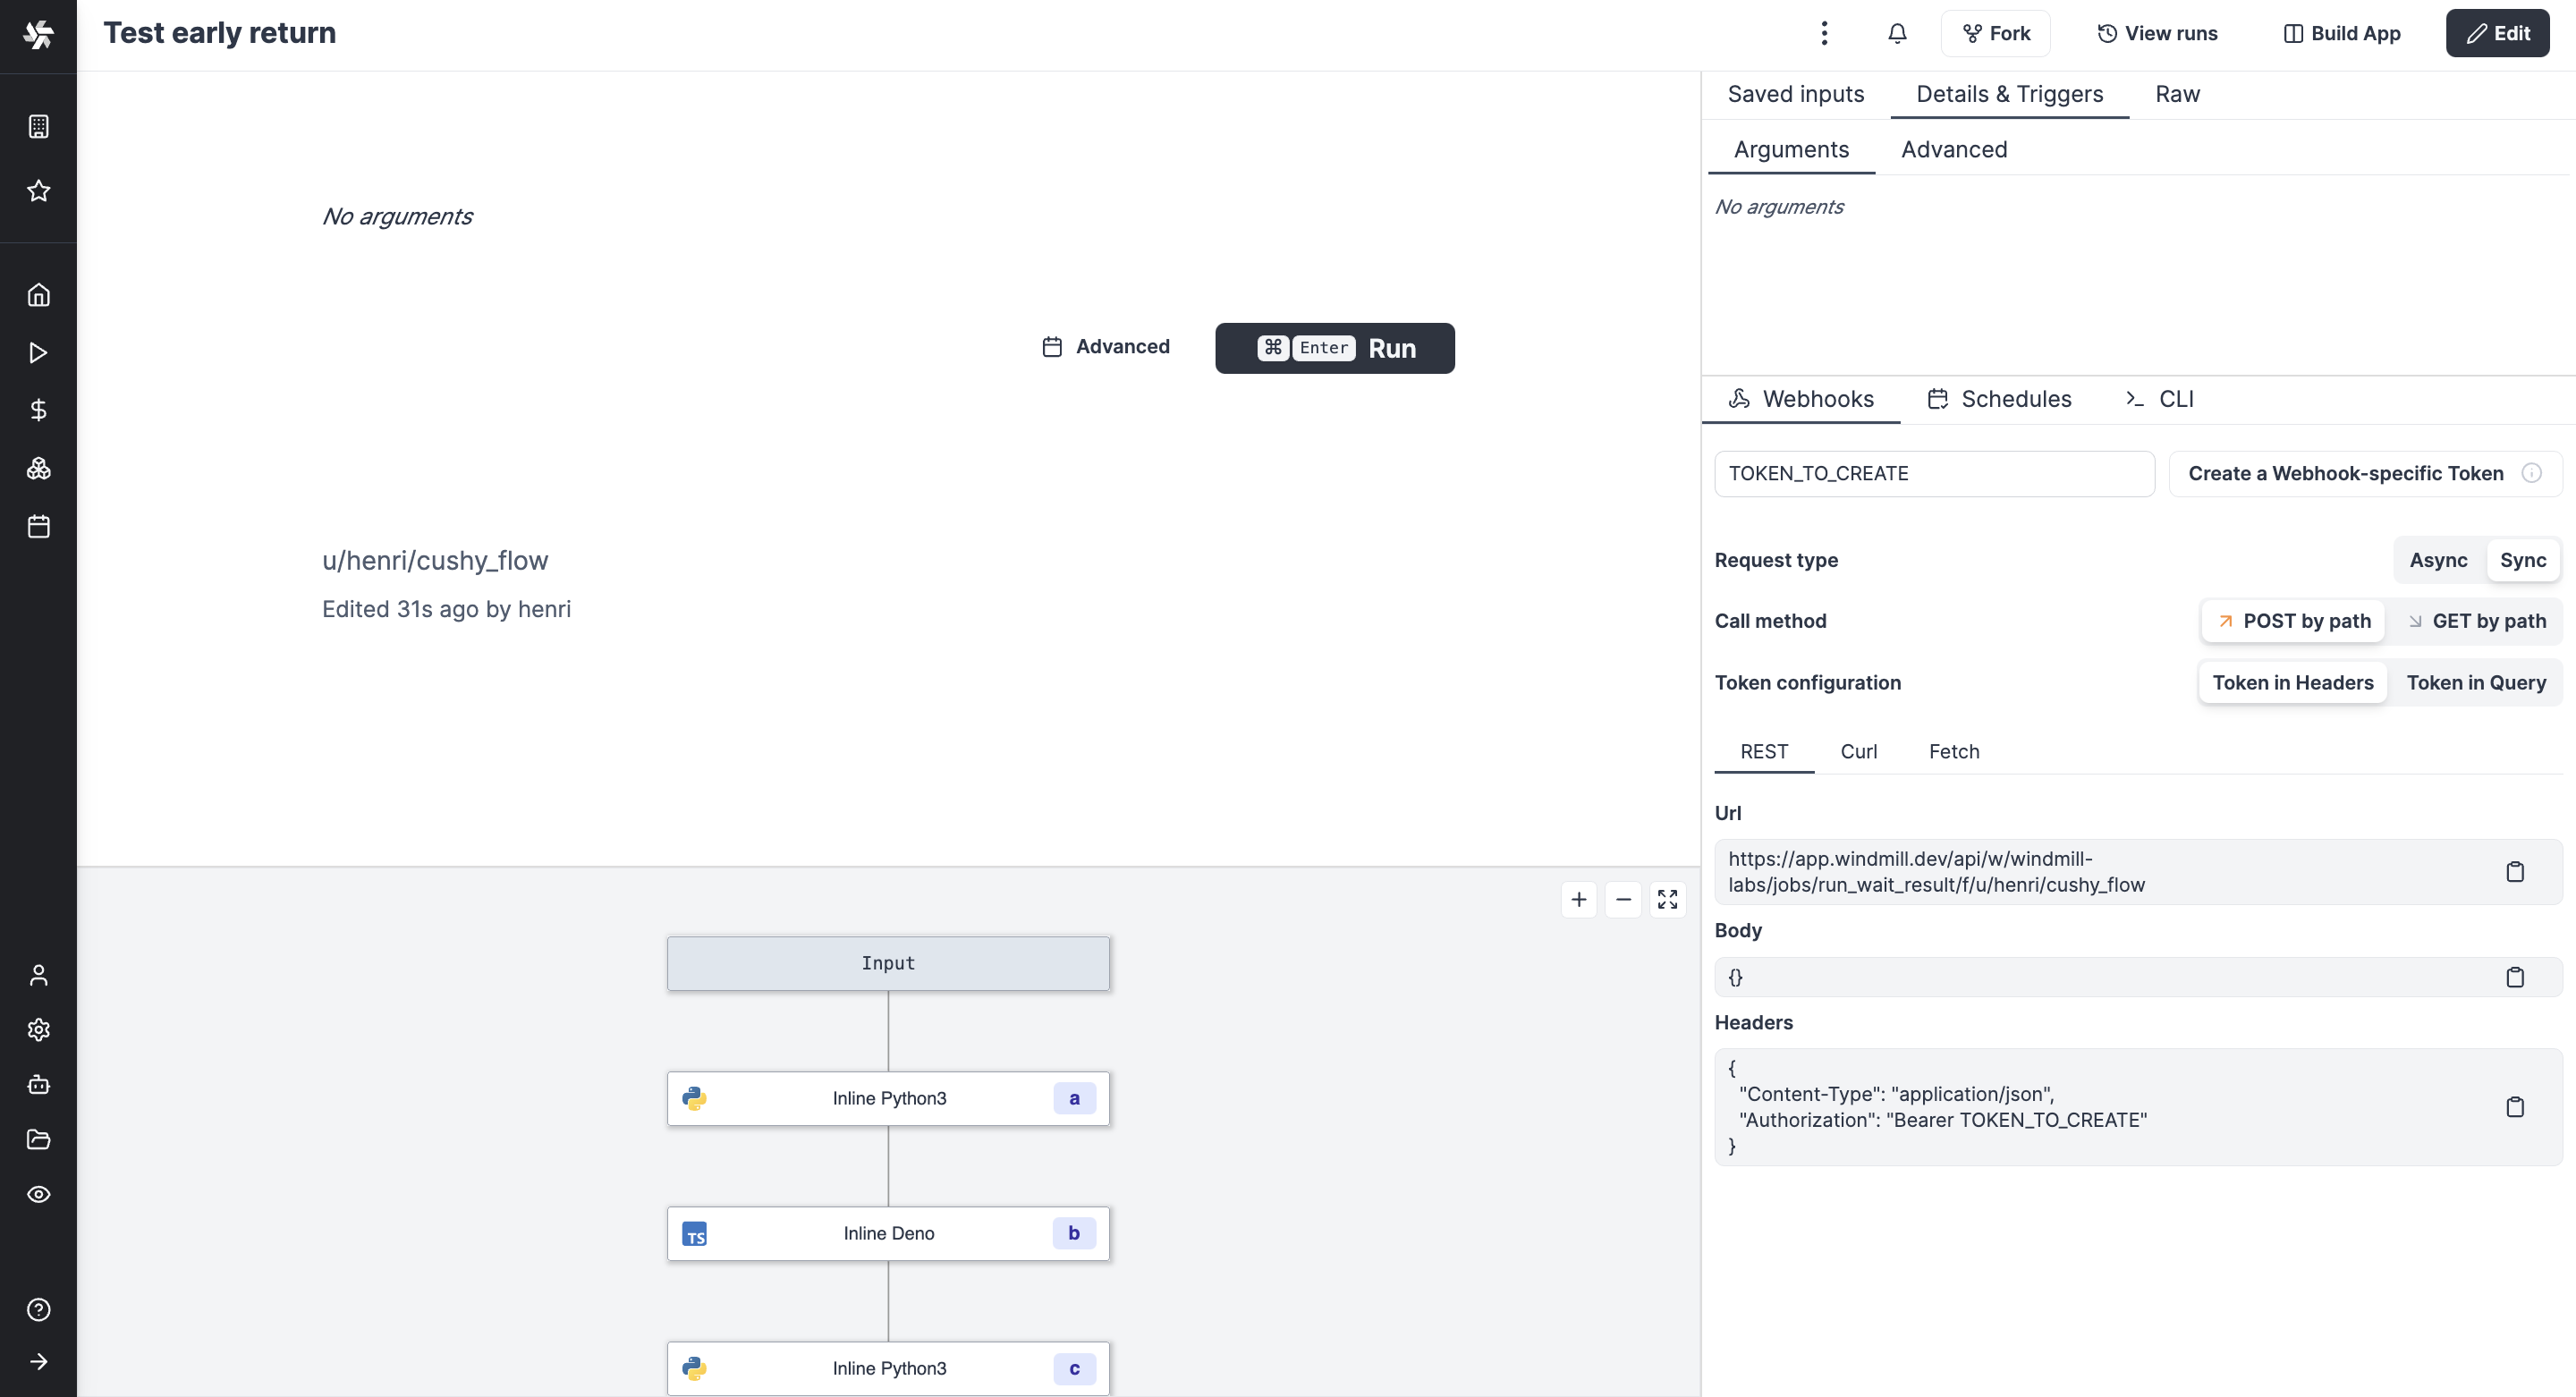 Test early return
Fork
View runs
Build App
Edit
No arguments
Advanced
⌘ Enter Run
u/henri/cushy_flow
Edited 31s ago by henri
Input
Inline Python3 a
TS Inline Deno b
Inline Python3 c
Saved inputs
Details & Triggers
Raw
Arguments
Advanced
No arguments
Webhooks
Schedules
CLI
TOKEN_TO_CREATE
Create a Webhook-specific Token
Request type
Async
Sync
Call method
POST by path
GET by path
Token configuration
Token in Headers
Token in Query
REST
Curl
Fetch
Url
https://app.windmill.dev/api/w/windmill-
labs/jobs/run_wait_result/f/u/henri/cushy_flow
Body
{}
Headers
{
"Content-Type": "application/json",
"Authorization": "Bearer TOKEN_TO_CREATE"
}